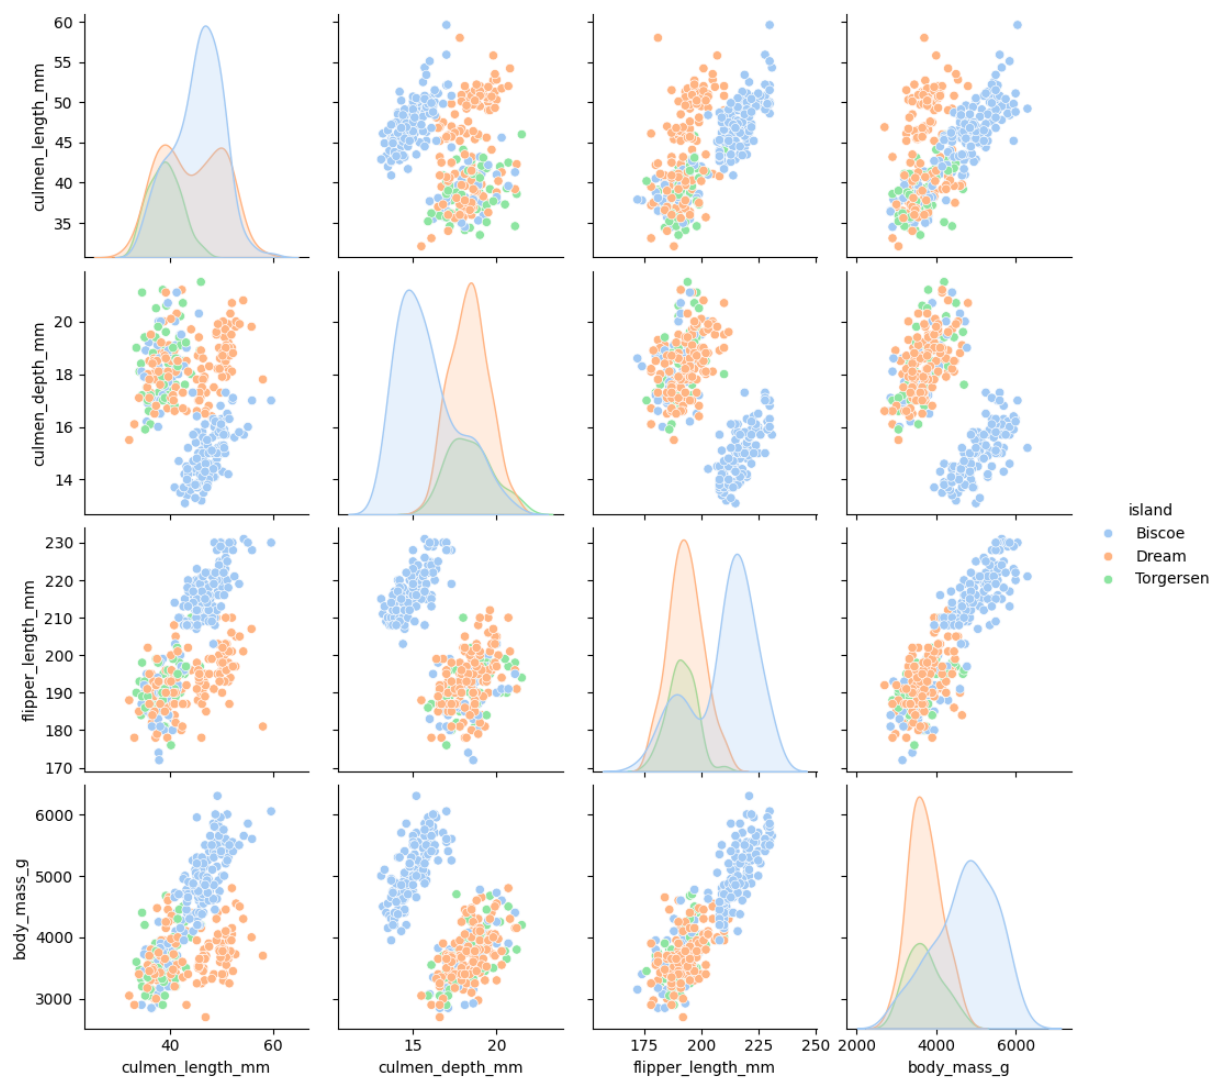 60
55
50
45
40
35
culmen_length_mm
20
18
16
14
culmen_depth_mm
230
220
210
200
190
180
170
flipper_length_mm
6000
5000
4000
3000
body_mass_g
40 60
culmen_length_mm
15 20
culmen_depth_mm
175 200 225 250
flipper_length_mm
2000 4000 6000
body_mass_g
island
Biscoe
Dream
Torgersen